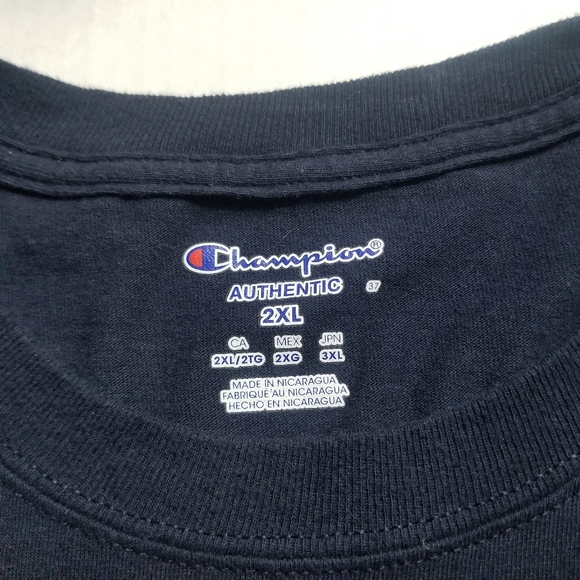 Champion®
AUTHENTIC 37
2XL
CA MEX JPN
2XL/2TG 2XG 3XL
MADE IN NICARAGUA
FABRIQUÉ AU NICARAGUA
HECHO EN NICARAGUA